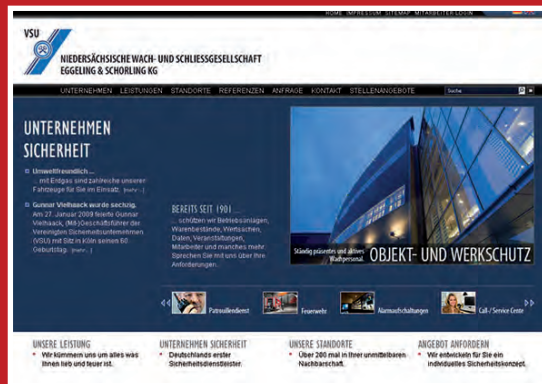 HOME IMPRESSUM SITEMAP MITARBEITER-LOGIN
VSU
NIEDERSÄCHSISCHE WACH- UND SCHLIESSGESELLSCHAFT
EGGELING & SCHORLING KG
UNTERNEHMEN LEISTUNGEN STANDORTE REFERENZEN ANFRAGE KONTAKT STELLENANGEBOTE
Suche
UNTERNEHMEN
SICHERHEIT
Umweltfreundlich ...
... mit Erdgas sind zahlreiche unserer
Fahrzeuge für Sie im Einsatz. [mehr...]
Gunnar Vielhaack wurde sechzig.
Am 27. Januar 2009 feierte Gunnar
Vielhaack, (Mit-)Geschäftsführer der
Vereinigten Sicherheitsunternehmen
(VSU) mit Sitz in Köln seinen 60.
Geburtstag. [mehr...]
BEREITS SEIT 1901 ...
... schützen wir Betriebsanlagen,
Warenbestände, Wertsachen,
Daten, Veranstaltungen,
Mitarbeiter und manches mehr.
Sprechen Sie mit uns über Ihre
Anforderungen...
Ständig präsentes und aktives
Wachpersonal.
OBJEKT- UND WERKSCHUTZ
Patrouillendienst
Feuerwehr
Alarmaufschaltungen
Call-/ Service Center
UNSERE LEISTUNG
Wir kümmern uns um alles was
Ihnen lieb und teuer ist.
UNTERNEHMEN SICHERHEIT
Deutschlands erster
Sicherheitsdienstleister.
UNSERE STANDORTE
Über 200 mal in Ihrer unmittelbaren
Nachbarschaft.
ANGEBOT ANFORDERN
Wir entwickeln für Sie ein
individuelles Sicherheitskonzept.